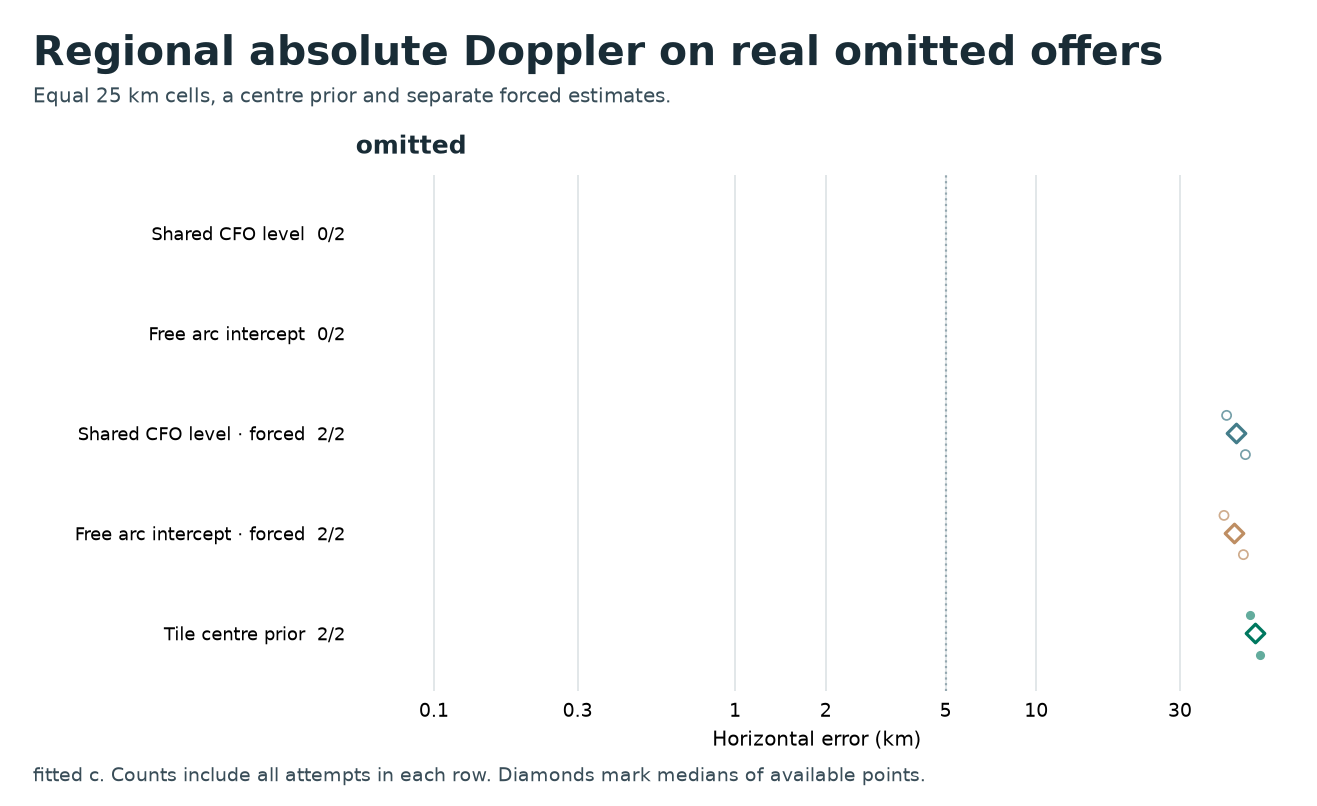 Regional absolute Doppler on real omitted offers
Equal 25 km cells, a centre prior and separate forced estimates.
omitted
Shared CFO level 0/2
Free arc intercept 0/2
Shared CFO level · forced 2/2
Free arc intercept · forced 2/2
Tile centre prior 2/2
0.1 0.3 1 2 5 10 30
Horizontal error (km)
fitted c. Counts include all attempts in each row. Diamonds mark medians of available points.